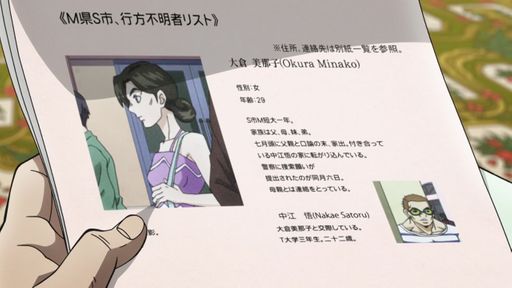 《M県S市、行方不明者リスト》
※住所、連絡先は別紙一覧を参照。
大倉 美那子(Okura Minako)
性別:女
年齢:29
S市M短大一年。
家族は父、母、妹、弟。
七月頭に父親と口論の末、家出。付き合って
いる中江悟の家に転がり込んでいる。
警察に捜索願いが
提出されたのが同月六日。
母親とは連絡をとっている。
影。
中江 悟(Nakae Satoru)
大倉美那子と交際している。
T大学三年生。二十二歳。